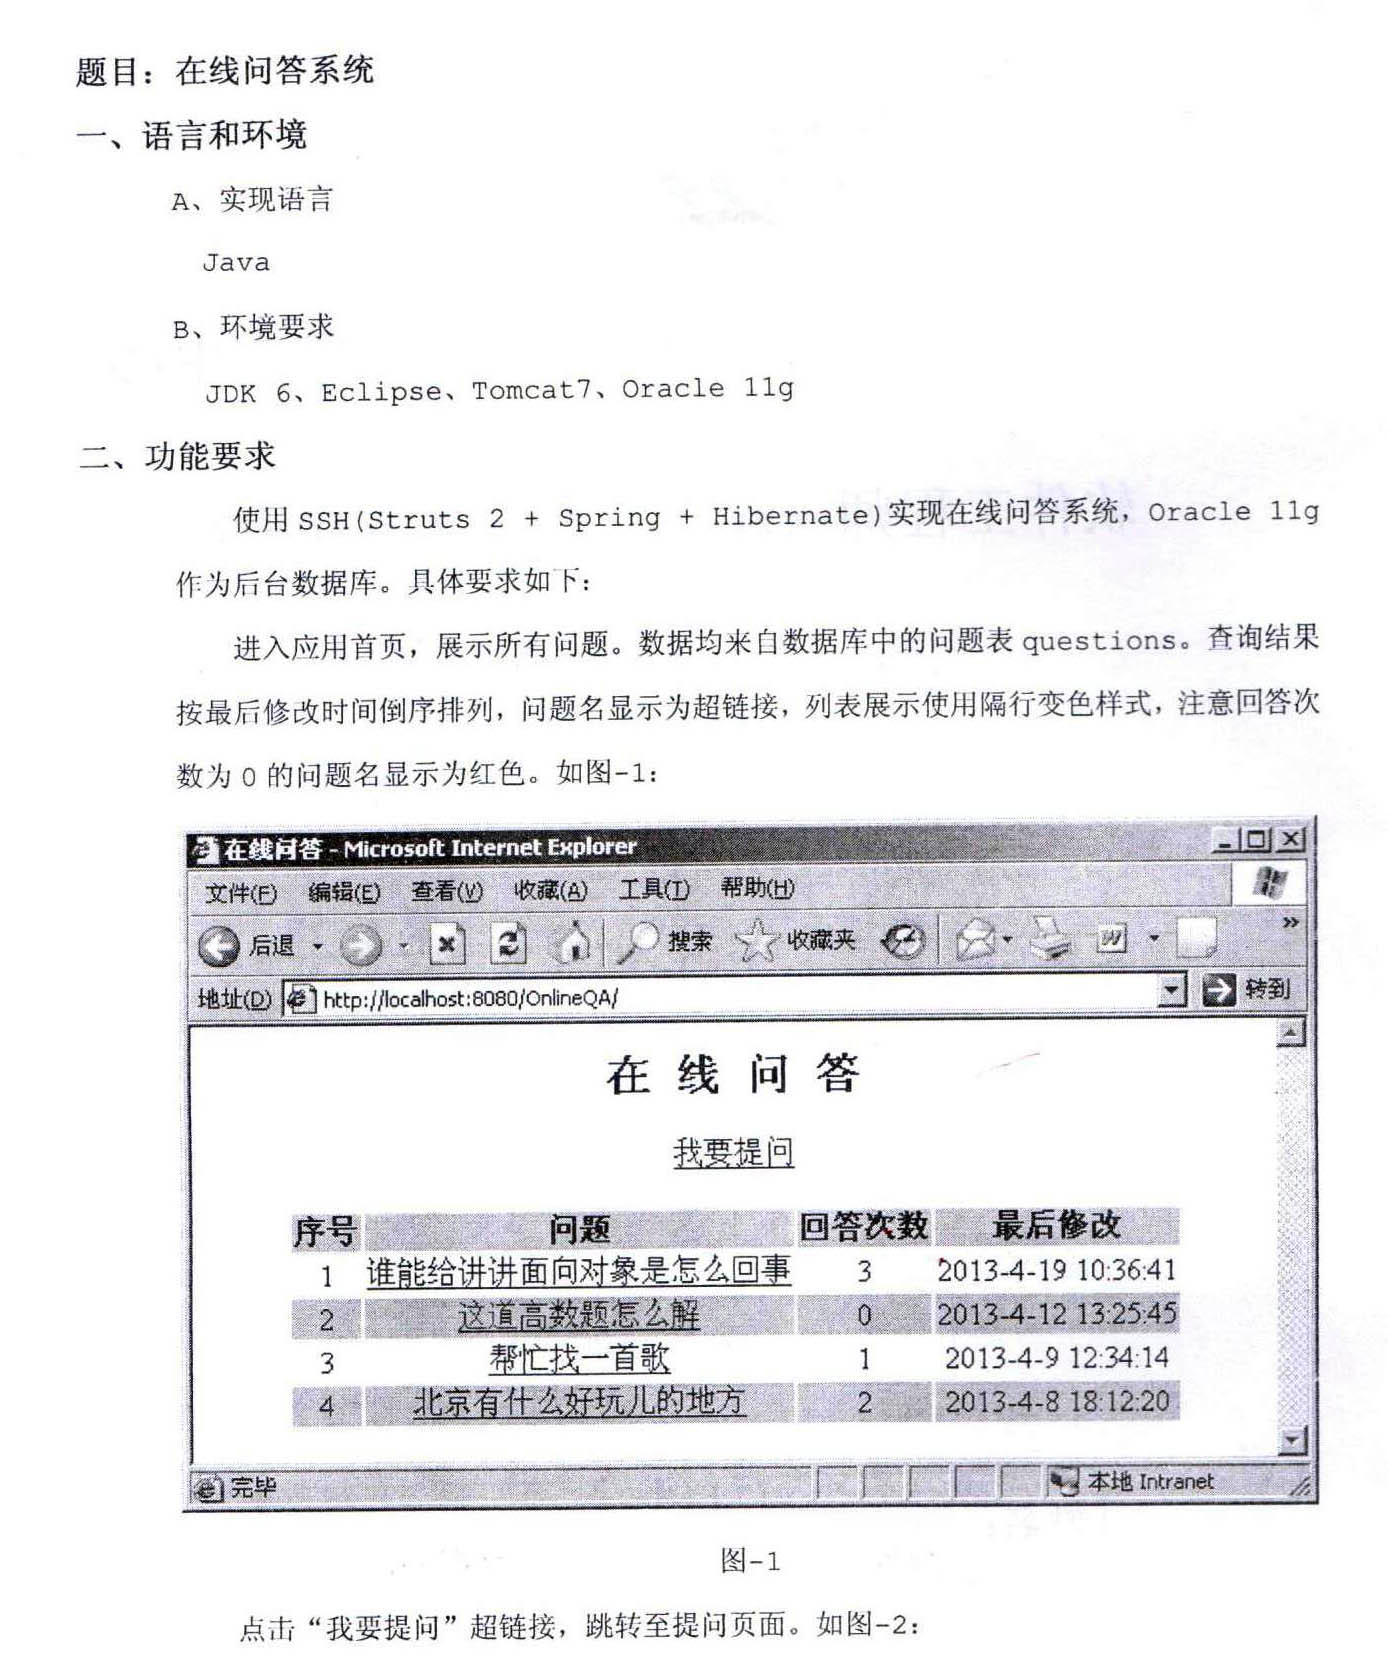 题目：在线问答系统
一、语言和环境
A、实现语言
Java
B、环境要求
JDK 6、Eclipse、Tomcat7、Oracle 11g
二、功能要求
使用SSH(Struts 2 + Spring + Hibernate)实现在线问答系统，Oracle 11g
作为后台数据库。具体要求如下：
进入应用首页，展示所有问题。数据均来自数据库中的问题表questions。查询结果
按最后修改时间倒序排列，问题名显示为超链接，列表展示使用隔行变色样式，注意回答次
数为0的问题名显示为红色。如图-1：
在线问答 - Microsoft Internet Explorer
文件(F) 编辑(E) 查看(V) 收藏(A) 工具(T) 帮助(H)
后退 搜索 收藏夹 W »
地址(D) http://localhost:8080/OnlineQA/ 转到
在 线 问 答
我要提问
序号 问题 回答次数 最后修改
1 谁能给讲讲面向对象是怎么回事 3 2013-4-19 10:36:41
2 这道高数题怎么解 0 2013-4-12 13:25:45
3 帮忙找一首歌 1 2013-4-9 12:34:14
4 北京有什么好玩儿的地方 2 2013-4-8 18:12:20
完毕 本地 Intranet
图-1
点击“我要提问”超链接，跳转至提问页面。如图-2：